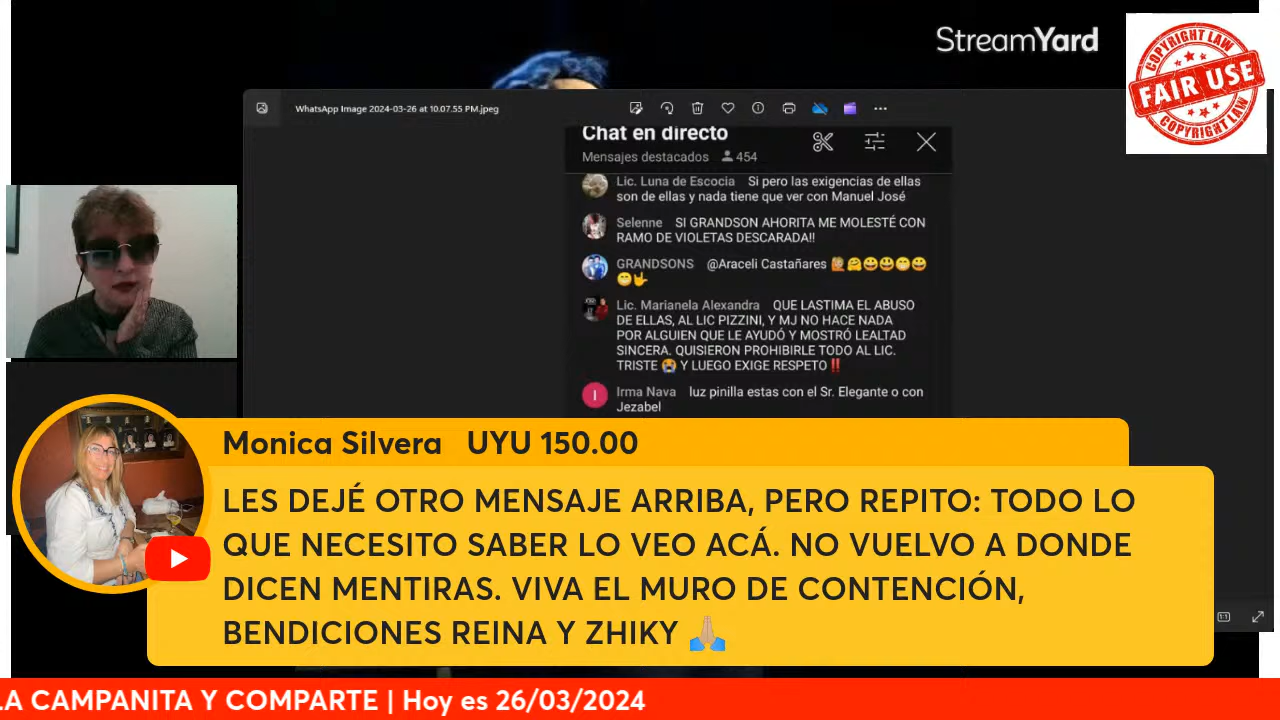 StreamYard
COPYRIGHT LAW
FAIR USE
COPYRIGHT LAW
WhatsApp Image 2024-03-26 at 10.07.55 PM.jpeg
Chat en directo
Mensajes destacados 454
Lic. Luna de Escocia Si pero las exigencias de ellas
son de ellas y nada tiene que ver con Manuel José
Selenne SI GRANDSON AHORITA ME MOLESTÉ CON
RAMO DE VIOLETAS DESCARADA!!
GRANDSONS @Araceli Castañares 🙋🏼🤗😃😃😁😀
😁🤟
Lic. Marianela Alexandra QUE LASTIMA EL ABUSO
DE ELLAS, AL LIC PIZZINI, Y MJ NO HACE NADA
POR ALGUIEN QUE LE AYUDÓ Y MOSTRÓ LEALTAD
SINCERA. QUISIERON PROHIBIRLE TODO AL LIC.
TRISTE 😭 Y LUEGO EXIGE RESPETO‼️
I Irma Nava luz pinilla estas con el Sr. Elegante o con
Jezabel
Monica Silvera UYU 150.00
LES DEJÉ OTRO MENSAJE ARRIBA, PERO REPITO: TODO LO
QUE NECESITO SABER LO VEO ACÁ. NO VUELVO A DONDE
DICEN MENTIRAS. VIVA EL MURO DE CONTENCIÓN,
BENDICIONES REINA Y ZHIKY 🙏🏼
LA CAMPANITA Y COMPARTE | Hoy es 26/03/2024